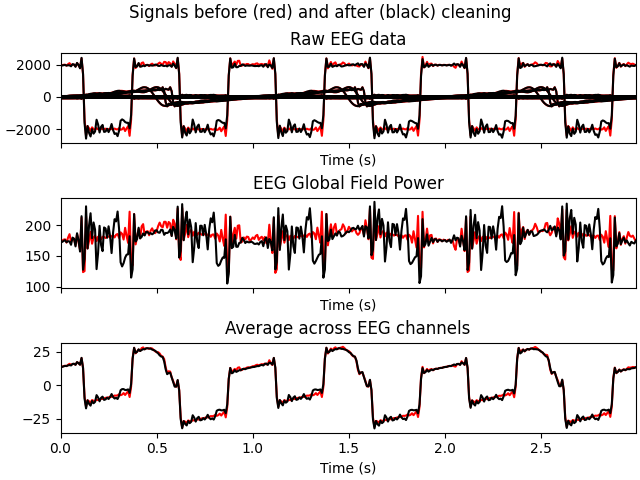 Signals before (red) and after (black) cleaning
Raw EEG data
2000
0
−2000
Time (s)
EEG Global Field Power
200
150
100
Time (s)
Average across EEG channels
25
0
−25
0.0 0.5 1.0 1.5 2.0 2.5
Time (s)